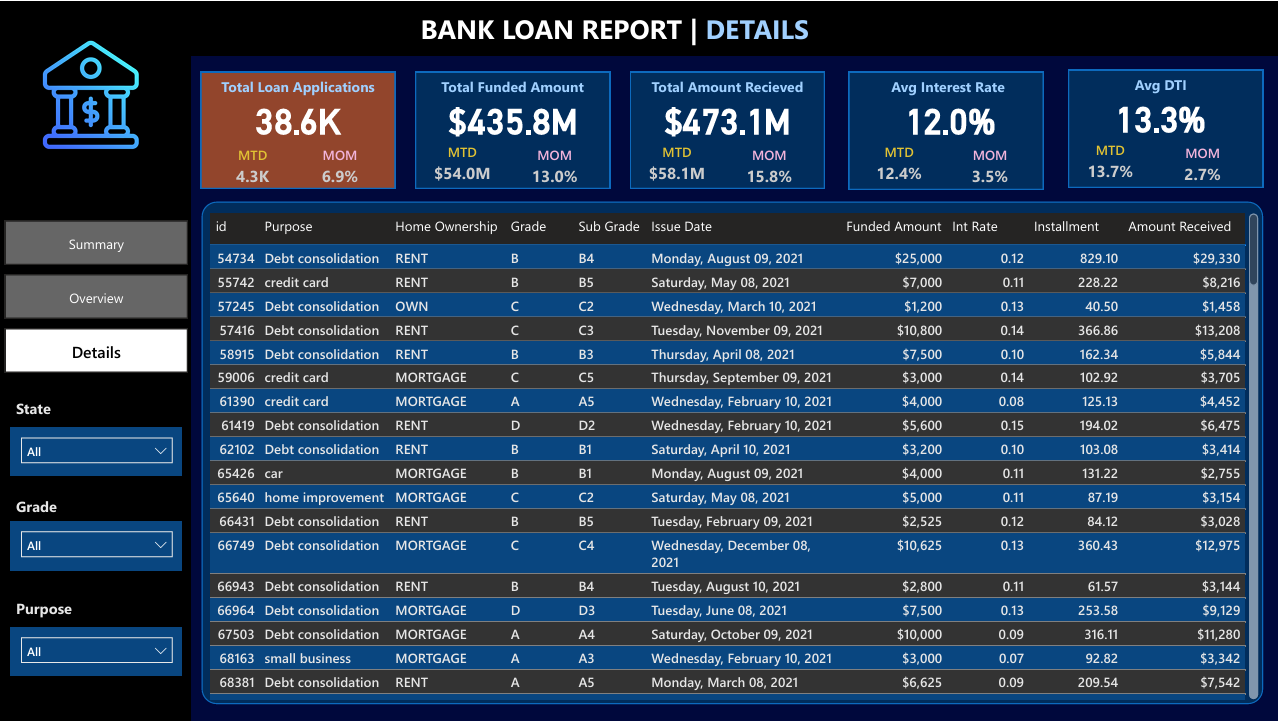 BANK LOAN REPORT | DETAILS
$
Total Loan Applications
38.6K
MTD MOM
4.3K 6.9%
Total Funded Amount
$435.8M
MTD MOM
$54.0M 13.0%
Total Amount Recieved
$473.1M
MTD MOM
$58.1M 15.8%
Avg Interest Rate
12.0%
MTD MOM
12.4% 3.5%
Avg DTI
13.3%
MTD MOM
13.7% 2.7%
Summary
Overview
Details
State
All
Grade
All
Purpose
All
id Purpose Home Ownership Grade Sub Grade Issue Date Funded Amount Int Rate Installment Amount Received
54734 Debt consolidation RENT B B4 Monday, August 09, 2021 $25,000 0.12 829.10 $29,330
55742 credit card RENT B B5 Saturday, May 08, 2021 $7,000 0.11 228.22 $8,216
57245 Debt consolidation OWN C C2 Wednesday, March 10, 2021 $1,200 0.13 40.50 $1,458
57416 Debt consolidation RENT C C3 Tuesday, November 09, 2021 $10,800 0.14 366.86 $13,208
58915 Debt consolidation RENT B B3 Thursday, April 08, 2021 $7,500 0.10 162.34 $5,844
59006 credit card MORTGAGE C C5 Thursday, September 09, 2021 $3,000 0.14 102.92 $3,705
61390 credit card MORTGAGE A A5 Wednesday, February 10, 2021 $4,000 0.08 125.13 $4,452
61419 Debt consolidation RENT D D2 Wednesday, February 10, 2021 $5,600 0.15 194.02 $6,475
62102 Debt consolidation RENT B B1 Saturday, April 10, 2021 $3,200 0.10 103.08 $3,414
65426 car MORTGAGE B B1 Monday, August 09, 2021 $4,000 0.11 131.22 $2,755
65640 home improvement MORTGAGE C C2 Saturday, May 08, 2021 $5,000 0.11 87.19 $3,154
66431 Debt consolidation RENT B B5 Tuesday, February 09, 2021 $2,525 0.12 84.12 $3,028
66749 Debt consolidation MORTGAGE C C4 Wednesday, December 08, $10,625 0.13 360.43 $12,975
2021
66943 Debt consolidation RENT B B4 Tuesday, August 10, 2021 $2,800 0.11 61.57 $3,144
66964 Debt consolidation MORTGAGE D D3 Tuesday, June 08, 2021 $7,500 0.13 253.58 $9,129
67503 Debt consolidation MORTGAGE A A4 Saturday, October 09, 2021 $10,000 0.09 316.11 $11,280
68163 small business MORTGAGE A A3 Wednesday, February 10, 2021 $3,000 0.07 92.82 $3,342
68381 Debt consolidation RENT A A5 Monday, March 08, 2021 $6,625 0.09 209.54 $7,542